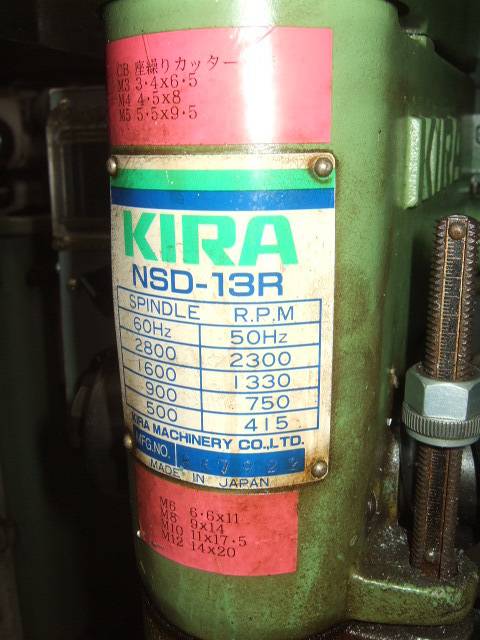 CB 座繰りカッター
M3 3・4x6・5
M4 4・5x8
M5 5・5x9・5
KIRA
KIRA
NSD-13R
SPINDLE R.P.M
60Hz 50Hz
2800 2300
1600 1330
900 750
500 415
KIRA MACHINERY CO.,LTD.
MFG.NO.
MADE IN JAPAN
M6 6・6x11
M8 9x14
M10 11x17・5
M12 14x20